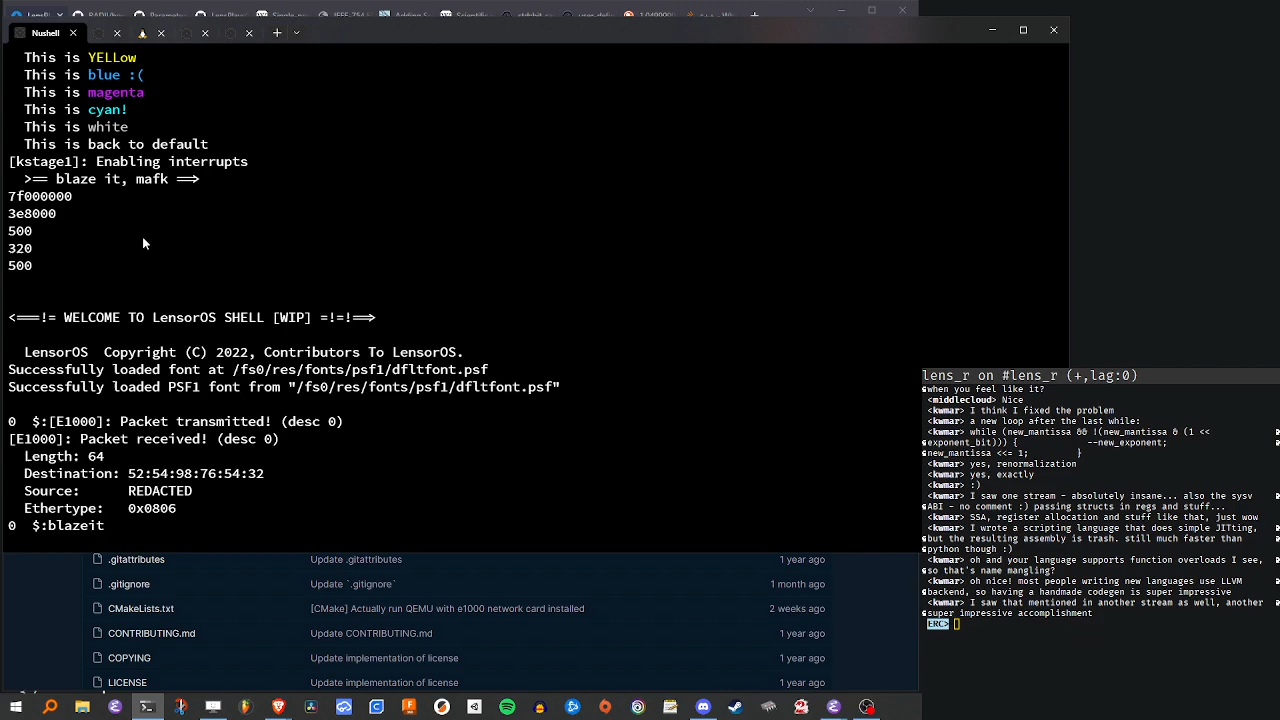 Nushell
This is YELLow
This is blue :(
This is magenta
This is cyan!
This is white
This is back to default
[kstage1]: Enabling interrupts
>== blaze it, mafk ==>
7f000000
3e8000
500
320
500
<===!= WELCOME TO LensorOS SHELL [WIP] =!=!==>
LensorOS  Copyright (C) 2022, Contributors To LensorOS.
Successfully loaded font at /fs0/res/fonts/psf1/dfltfont.psf
Successfully loaded PSF1 font from "/fs0/res/fonts/psf1/dfltfont.psf"
0  $:[E1000]: Packet transmitted! (desc 0)
[E1000]: Packet received! (desc 0)
Length: 64
Destination: 52:54:98:76:54:32
Source:      REDACTED
Ethertype:   0x0806
0  $:blazeit
.gitattributes Update .gitattributes 1 year ago
.gitignore Update `.gitignore` 1 month ago
CMakeLists.txt [CMake] Actually run QEMU with e1000 network card installed 2 weeks ago
CONTRIBUTING.md Update CONTRIBUTING.md 1 year ago
COPYING Update implementation of license 1 year ago
LICENSE Update implementation of license 1 year ago
lens_r on #lens_r (+,lag:0)
when you feel like it?
<middlecloud> Nice
<kwmar> I think I fixed the problem
<kwmar> a new loop after the last while:
<kwmar> while (new_mantissa && !(new_mantissa & (1 <<
exponent_bit))) {          --new_exponent;
new_mantissa <<= 1;        }
<kwmar> yes, renormalization
<kwmar> yes, exactly
<kwmar> :)
<kwmar> I saw one stream - absolutely insane... also the sysv
ABI - no comment :) passing structs in regs and stuff...
<kwmar> SSA, register allocation and stuff like that, just wow
<kwmar> I wrote a scripting language that does simple JITting,
but the resulting assembly is trash. still much faster than
python though :)
<kwmar> oh and your language supports function overloads I see,
so that's name mangling?
<kwmar> oh nice! most people writing new languages use LLVM
backend, so having a handmade codegen is super impressive
<kwmar> I saw that mentioned in another stream as well, another
super impressive accomplishment
ERC>